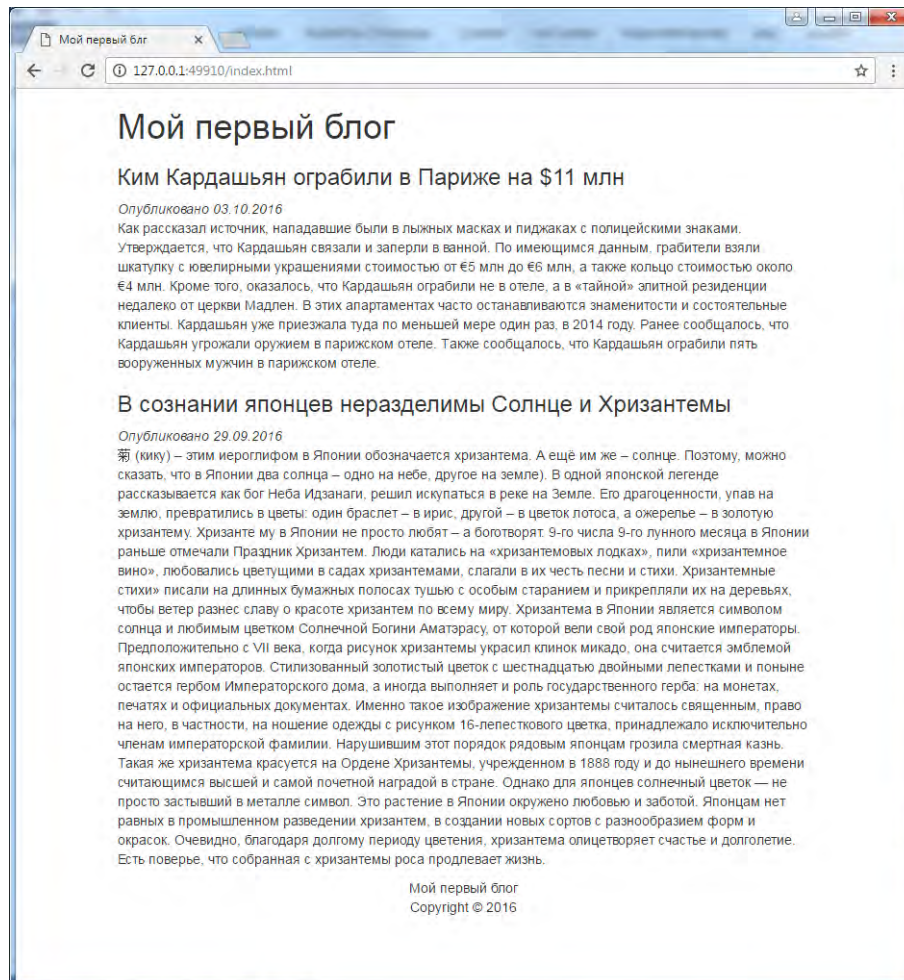 Мой первый блг
127.0.0.1:49910/index.html
Мой первый блог
Ким Кардашьян ограбили в Париже на $11 млн
Опубликовано 03.10.2016
Как рассказал источник, нападавшие были в лыжных масках и пиджаках с полицейскими знаками.
Утверждается, что Кардашьян связали и заперли в ванной. По имеющимся данным, грабители взяли
шкатулку с ювелирными украшениями стоимостью от €5 млн до €6 млн, а также кольцо стоимостью около
€4 млн. Кроме того, оказалось, что Кардашьян ограбили не в отеле, а в «тайной» элитной резиденции
недалеко от церкви Мадлен. В этих апартаментах часто останавливаются знаменитости и состоятельные
клиенты. Кардашьян уже приезжала туда по меньшей мере один раз, в 2014 году. Ранее сообщалось, что
Кардашьян угрожали оружием в парижском отеле. Также сообщалось, что Кардашьян ограбили пять
вооруженных мужчин в парижском отеле.
В сознании японцев неразделимы Солнце и Хризантемы
Опубликовано 29.09.2016
菊 (кику) – этим иероглифом в Японии обозначается хризантема. А ещё им же – солнце. Поэтому, можно
сказать, что в Японии два солнца – одно на небе, другое на земле). В одной японской легенде
рассказывается как бог Неба Идзанаги, решил искупаться в реке на Земле. Его драгоценности, упав на
землю, превратились в цветы: один браслет – в ирис, другой – в цветок лотоса, а ожерелье – в золотую
хризантему. Хризанте му в Японии не просто любят – а боготворят. 9-го числа 9-го лунного месяца в Японии
раньше отмечали Праздник Хризантем. Люди катались на «хризантемовых лодках», пили «хризантемное
вино», любовались цветущими в садах хризантемами, слагали в их честь песни и стихи. Хризантемные
стихи» писали на длинных бумажных полосах тушью с особым старанием и прикрепляли их на деревьях,
чтобы ветер разнес славу о красоте хризантем по всему миру. Хризантема в Японии является символом
солнца и любимым цветком Солнечной Богини Аматэрасу, от которой вели свой род японские императоры.
Предположительно с VII века, когда рисунок хризантемы украсил клинок микадо, она считается эмблемой
японских императоров. Стилизованный золотистый цветок с шестнадцатью двойными лепестками и поныне
остается гербом Императорского дома, а иногда выполняет и роль государственного герба: на монетах,
печатях и официальных документах. Именно такое изображение хризантемы считалось священным, право
на него, в частности, на ношение одежды с рисунком 16-лепесткового цветка, принадлежало исключительно
членам императорской фамилии. Нарушившим этот порядок рядовым японцам грозила смертная казнь.
Такая же хризантема красуется на Ордене Хризантемы, учрежденном в 1888 году и до нынешнего времени
считающимся высшей и самой почетной наградой в стране. Однако для японцев солнечный цветок — не
просто застывший в металле символ. Это растение в Японии окружено любовью и заботой. Японцам нет
равных в промышленном разведении хризантем, в создании новых сортов с разнообразием форм и
окрасок. Очевидно, благодаря долгому периоду цветения, хризантема олицетворяет счастье и долголетие.
Есть поверье, что собранная с хризантемы роса продлевает жизнь.
Мой первый блог
Copyright © 2016